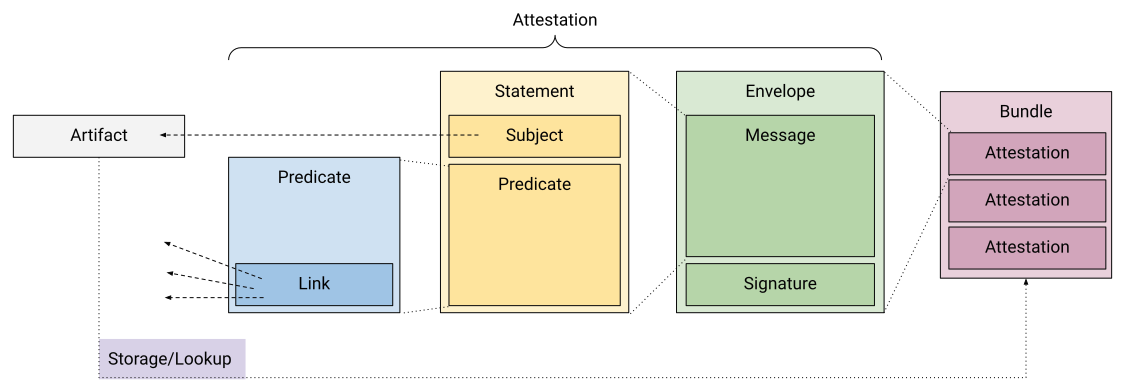 Attestation
Artifact
Predicate
Link
Statement
Subject
Predicate
Envelope
Message
Signature
Bundle
Attestation
Attestation
Attestation
Storage/Lookup